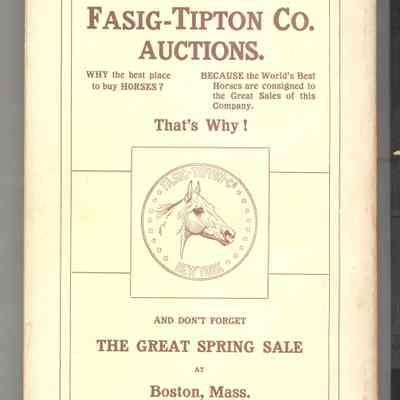 FASIG-TIPTON CO.
AUCTIONS.
WHY the best place
to buy HORSES?
BECAUSE the World's Best
Horses are consigned to
the Great Sales of this
Company.
That's Why!
FASIG-TIPTON-Co
NEW YORK
AND DON'T FORGET
THE GREAT SPRING SALE
AT
Boston, Mass.